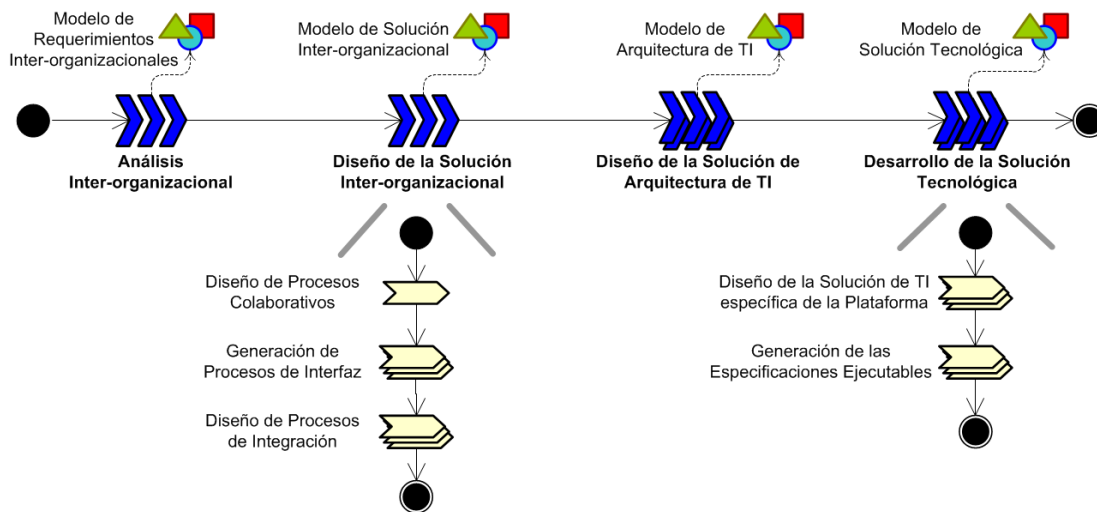 Modelo de
Requerimientos
Inter-organizacionales
Modelo de Solución
Inter-organizacional
Modelo de
Arquitectura de TI
Modelo de
Solución Tecnológica
Análisis
Inter-organizacional
Diseño de la Solución
Inter-organizacional
Diseño de la Solución de
Arquitectura de TI
Desarrollo de la Solución
Tecnológica
Diseño de Procesos
Colaborativos
Generación de
Procesos de Interfaz
Diseño de Procesos
de Integración
Diseño de la Solución de TI
específica de la Plataforma
Generación de las
Especificaciones Ejecutables